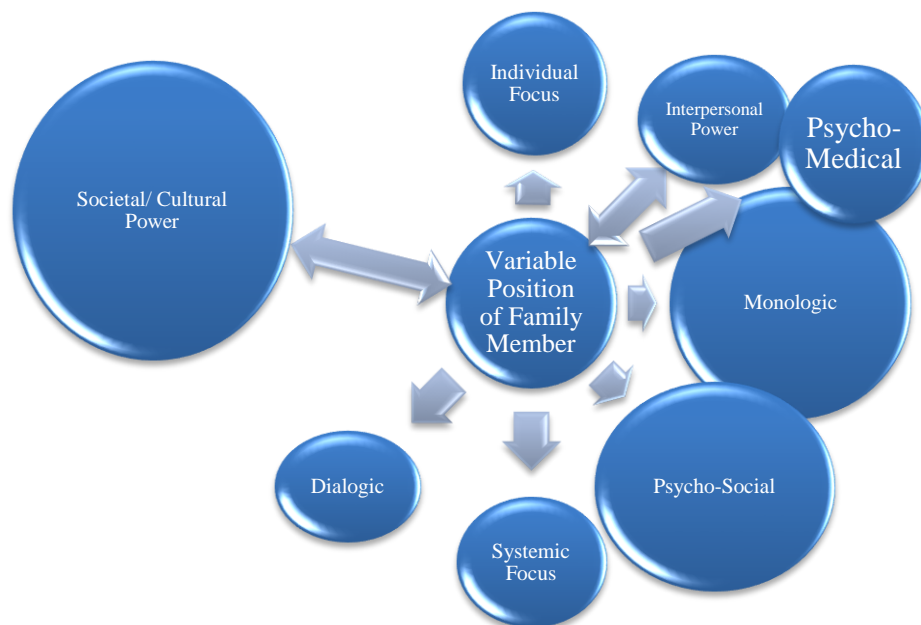 Individual
Focus
Interpersonal
Power
Psycho-
Medical
Societal/ Cultural
Power
Variable
Position
of Family
Member
Monologic
Dialogic
Psycho-Social
Systemic
Focus